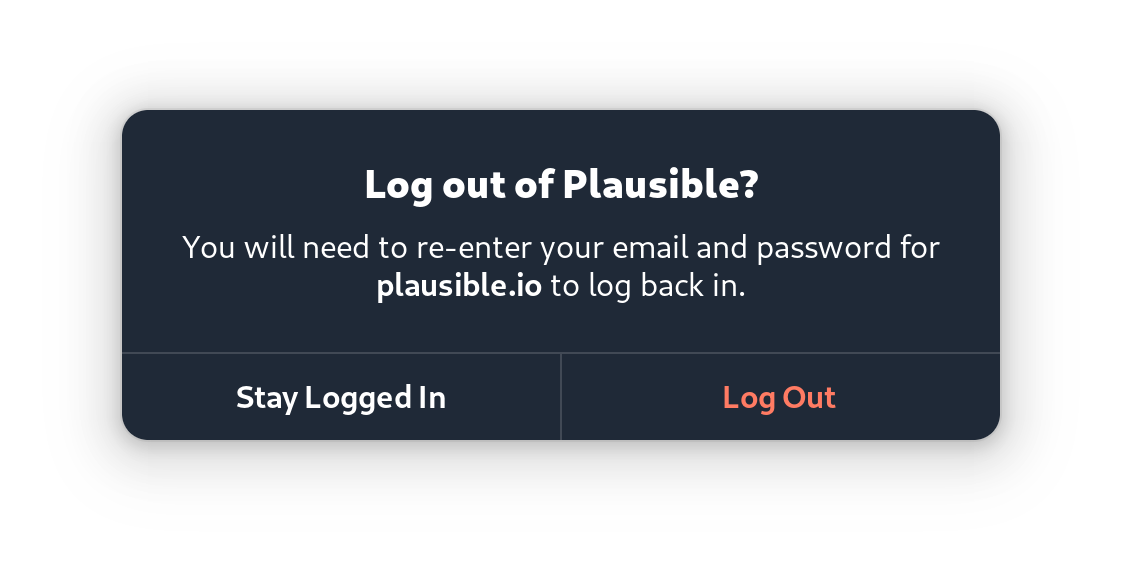 Log out of Plausible?
You will need to re-enter your email and password for
plausible.io to log back in.
Stay Logged In
Log Out